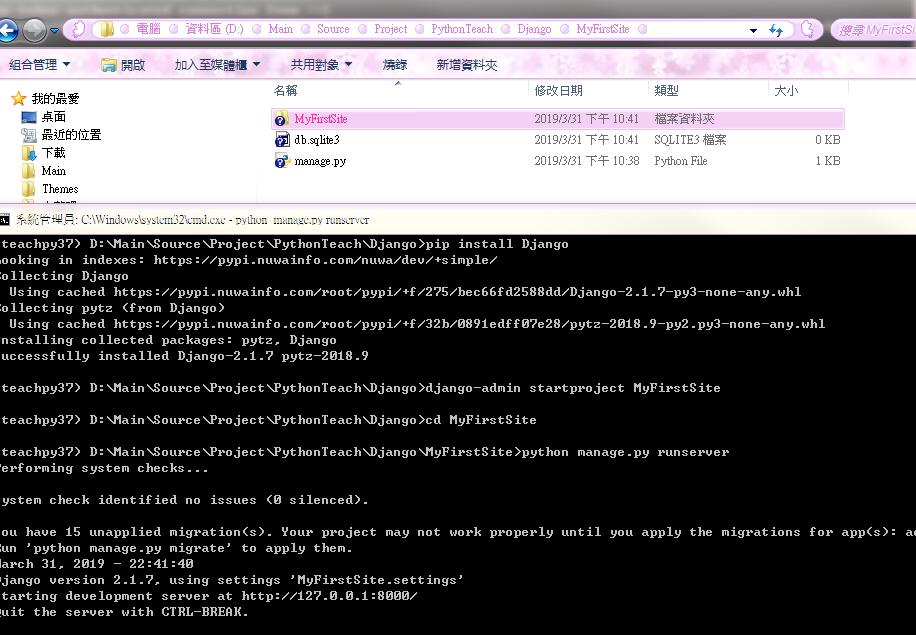 電腦 資料區 (D:) Main Source Project PythonTeach Django MyFirstSite
搜尋 MyFirstSi
組合管理 開啟 加入至媒體櫃 共用對象 燒錄 新增資料夾
名稱 修改日期 類型 大小
我的最愛
桌面
最近的位置
下載
Main
Themes
MyFirstSite 2019/3/31 下午 10:41 檔案資料夾
db.sqlite3 2019/3/31 下午 10:41 SQLITE3 檔案 0 KB
manage.py 2019/3/31 下午 10:38 Python File 1 KB
系統管理員: C:\Windows\system32\cmd.exe - python manage.py runserver
teachpy37) D:\Main\Source\Project\PythonTeach\Django>pip install Django
ooking in indexes: https://pypi.nuwainfo.com/nuwa/dev/+simple/
ollecting Django
Using cached https://pypi.nuwainfo.com/root/pypi/+f/275/bec66fd2588dd/Django-2.1.7-py3-none-any.whl
ollecting pytz (from Django)
Using cached https://pypi.nuwainfo.com/root/pypi/+f/32b/0891edff07e28/pytz-2018.9-py2.py3-none-any.whl
nstalling collected packages: pytz, Django
uccessfully installed Django-2.1.7 pytz-2018.9
teachpy37) D:\Main\Source\Project\PythonTeach\Django>django-admin startproject MyFirstSite
teachpy37) D:\Main\Source\Project\PythonTeach\Django>cd MyFirstSite
teachpy37) D:\Main\Source\Project\PythonTeach\Django\MyFirstSite>python manage.py runserver
erforming system checks...
ystem check identified no issues (0 silenced).
ou have 15 unapplied migration(s). Your project may not work properly until you apply the migrations for app(s): a
un 'python manage.py migrate' to apply them.
arch 31, 2019 - 22:41:40
jango version 2.1.7, using settings 'MyFirstSite.settings'
tarting development server at http://127.0.0.1:8000/
uit the server with CTRL-BREAK.